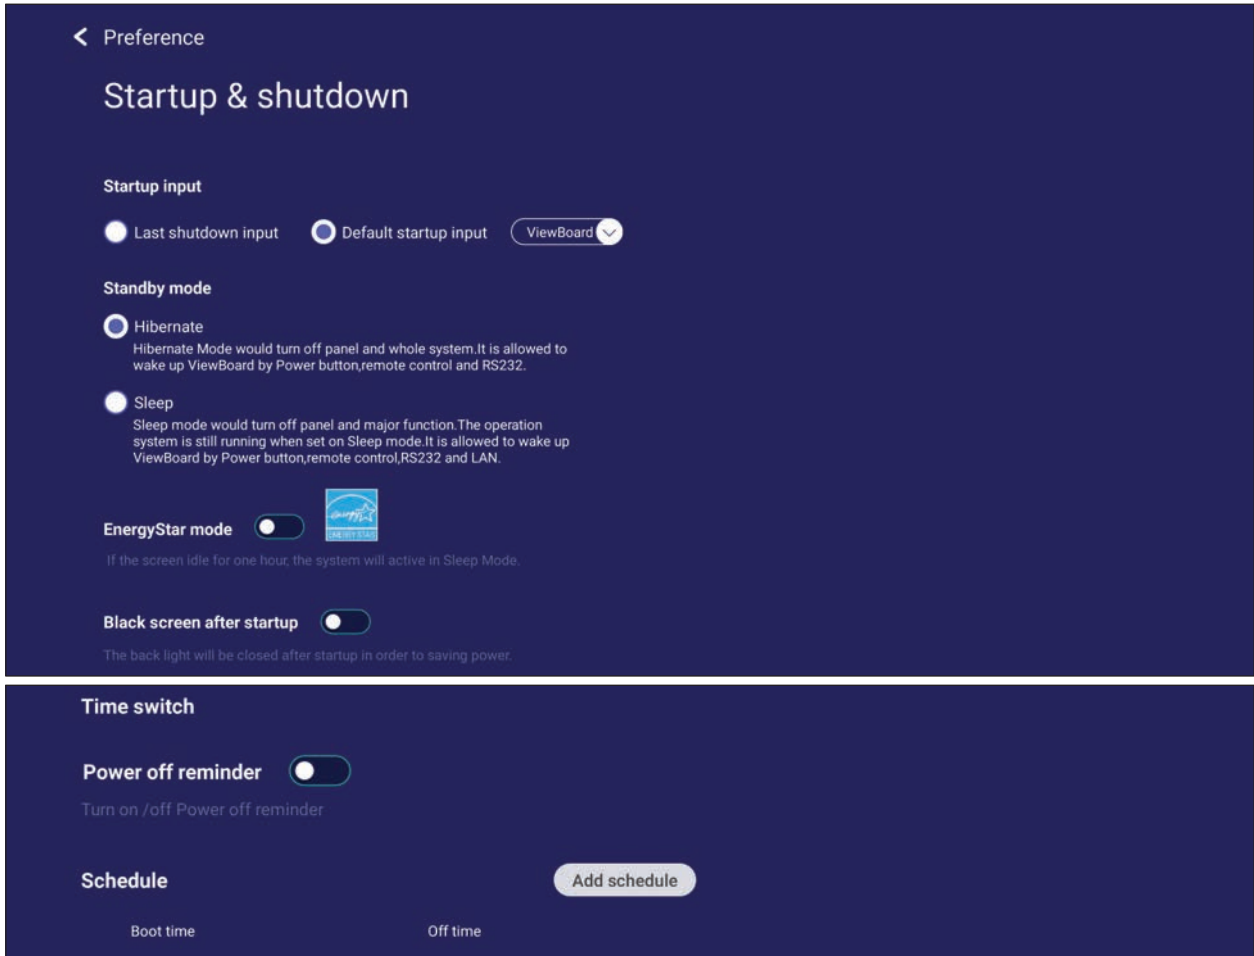 Preference
Startup & shutdown
Startup input
Last shutdown input Default startup input ViewBoard
Standby mode
Hibernate
Hibernate Mode would turn off panel and whole system.It is allowed to
wake up ViewBoard by Power button,remote control and RS232.
Sleep
Sleep mode would turn off panel and major function.The operation
system is still running when set on Sleep mode.It is allowed to wake up
ViewBoard by Power button,remote control,RS232 and LAN.
energy
ENERGY STAR
EnergyStar mode
If the screen idle for one hour, the system will active in Sleep Mode.
Black screen after startup
The back light will be closed after startup in order to saving power.
Time switch
Power off reminder
Turn on /off Power off reminder
Schedule Add schedule
Boot time Off time